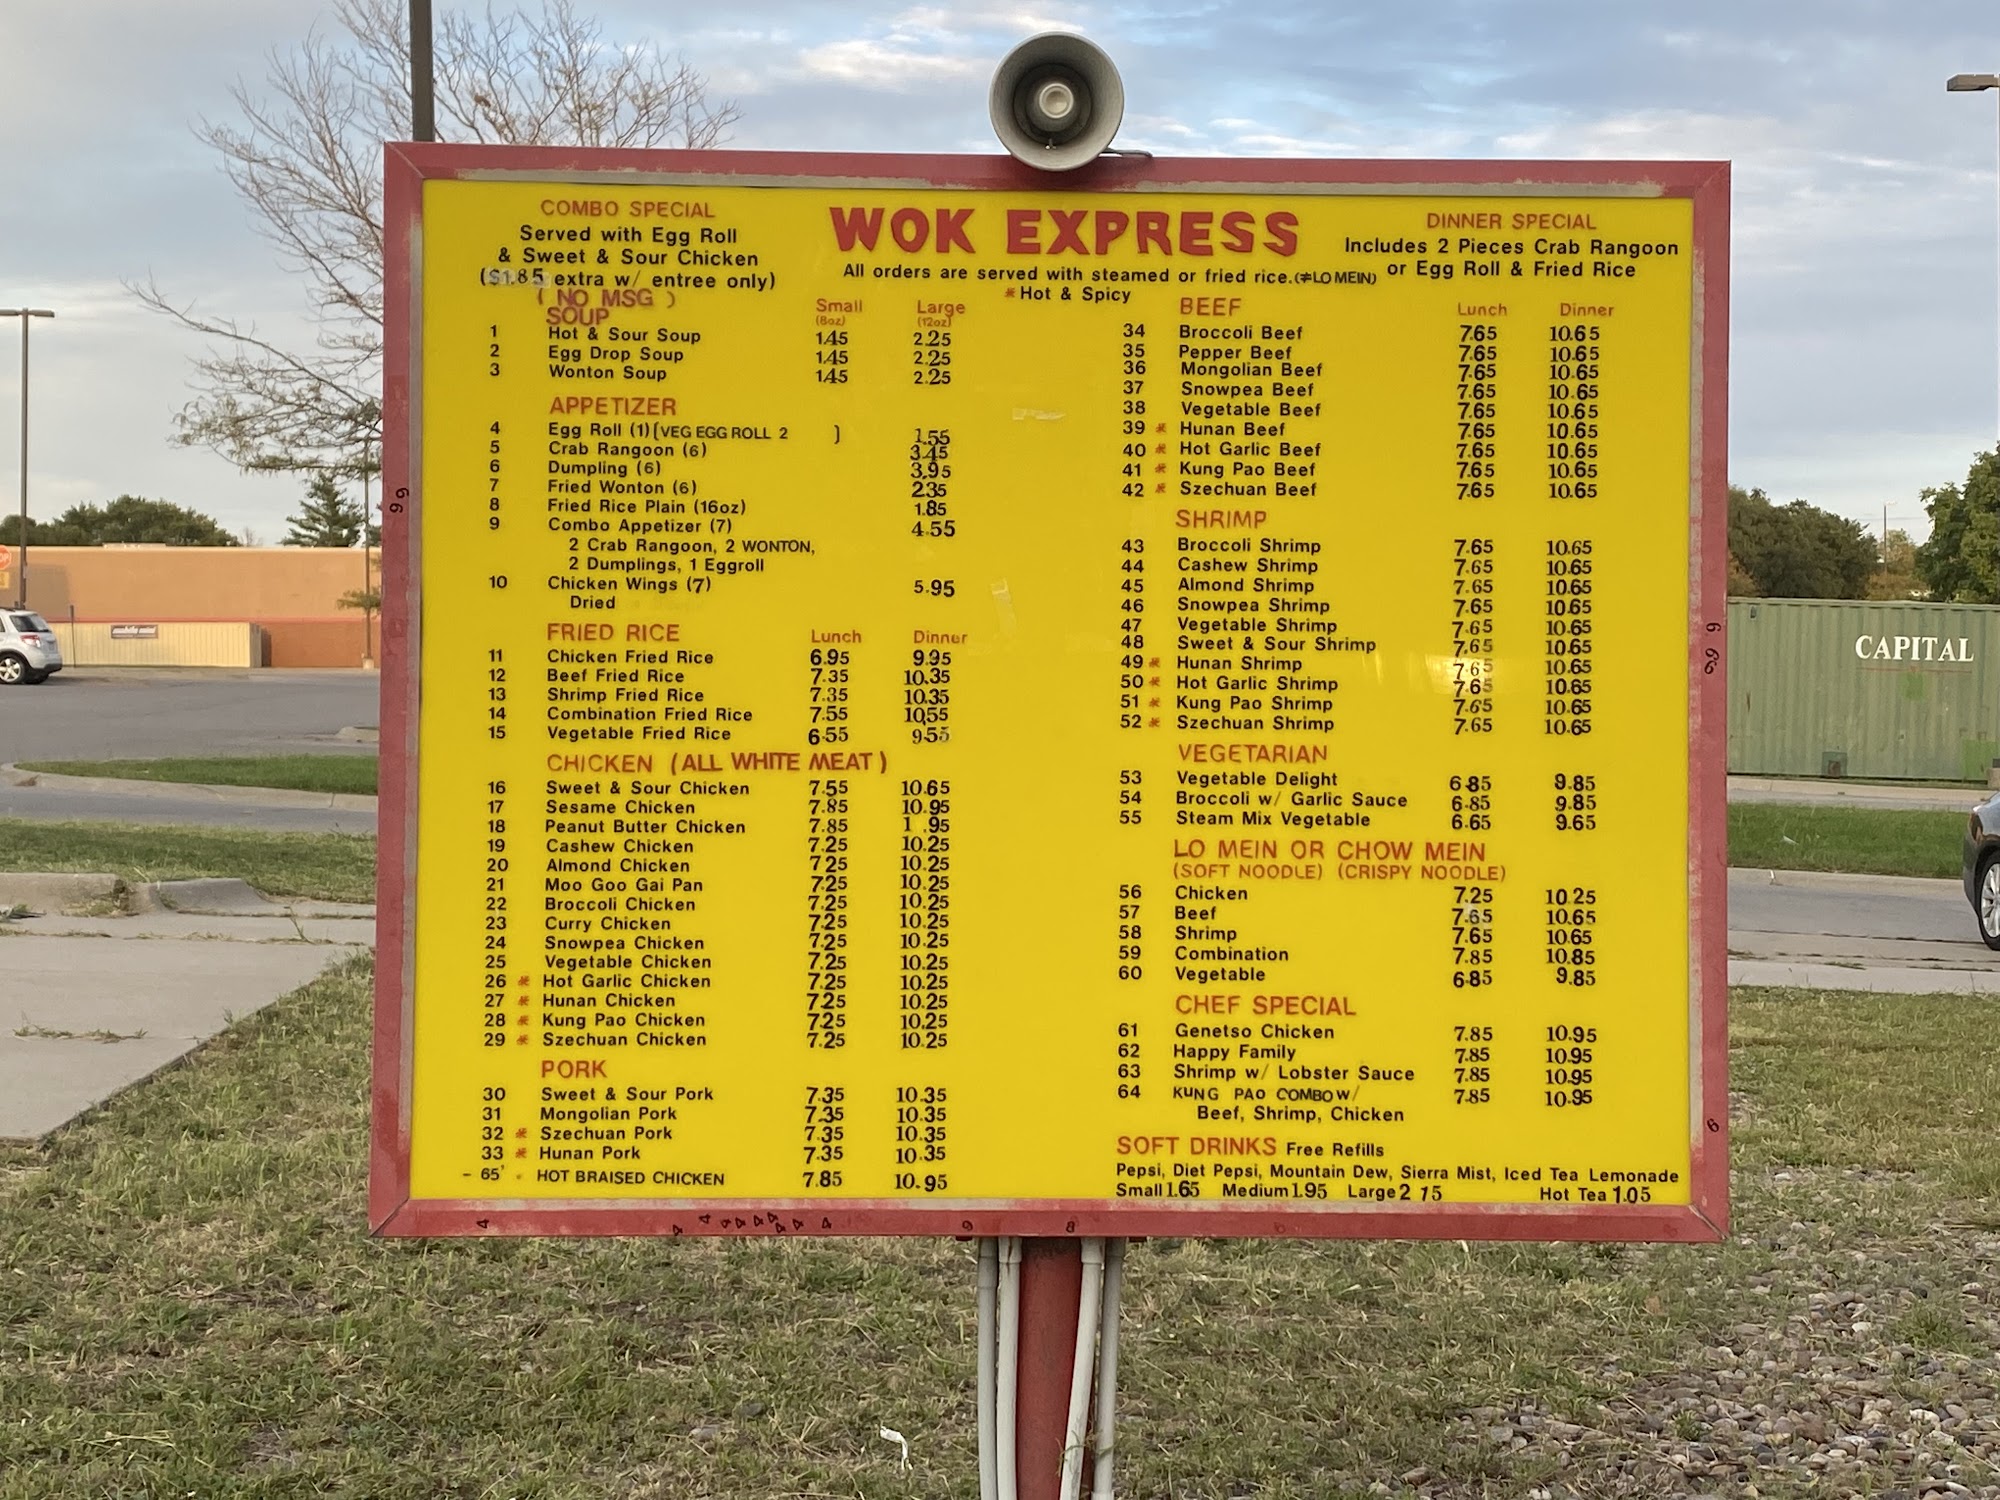 WOK EXPRESS
All orders are served with steamed or fried rice.(≠LO MEIN)
* Hot & Spicy
COMBO SPECIAL
Served with Egg Roll
& Sweet & Sour Chicken
($1.85 extra w/ entree only)
( NO MSG )
DINNER SPECIAL
Includes 2 Pieces Crab Rangoon
or Egg Roll & Fried Rice
SOUP Small (8oz) Large (12oz)
1 Hot & Sour Soup 1.45 2.25
2 Egg Drop Soup 1.45 2.25
3 Wonton Soup 1.45 2.25
APPETIZER
4 Egg Roll (1) (VEG EGG ROLL 2 ) 1.55
5 Crab Rangoon (6) 3.45
6 Dumpling (6) 3.95
7 Fried Wonton (6) 2.35
8 Fried Rice Plain (16oz) 1.85
9 Combo Appetizer (7) 4.55
2 Crab Rangoon, 2 WONTON,
2 Dumplings, 1 Eggroll
10 Chicken Wings (7) 5.95
Dried
FRIED RICE Lunch Dinner
11 Chicken Fried Rice 6.95 9.95
12 Beef Fried Rice 7.35 10.35
13 Shrimp Fried Rice 7.35 10.35
14 Combination Fried Rice 7.55 10.55
15 Vegetable Fried Rice 6.55 9.55
CHICKEN (ALL WHITE MEAT)
16 Sweet & Sour Chicken 7.55 10.65
17 Sesame Chicken 7.85 10.95
18 Peanut Butter Chicken 7.85 1 .95
19 Cashew Chicken 7.25 10.25
20 Almond Chicken 7.25 10.25
21 Moo Goo Gai Pan 7.25 10.25
22 Broccoli Chicken 7.25 10.25
23 Curry Chicken 7.25 10.25
24 Snowpea Chicken 7.25 10.25
25 Vegetable Chicken 7.25 10.25
26 * Hot Garlic Chicken 7.25 10.25
27 * Hunan Chicken 7.25 10.25
28 * Kung Pao Chicken 7.25 10.25
29 * Szechuan Chicken 7.25 10.25
PORK
30 Sweet & Sour Pork 7.35 10.35
31 Mongolian Pork 7.35 10.35
32 * Szechuan Pork 7.35 10.35
33 * Hunan Pork 7.35 10.35
65 HOT BRAISED CHICKEN 7.85 10.95
BEEF Lunch Dinner
34 Broccoli Beef 7.65 10.65
35 Pepper Beef 7.65 10.65
36 Mongolian Beef 7.65 10.65
37 Snowpea Beef 7.65 10.65
38 Vegetable Beef 7.65 10.65
39 * Hunan Beef 7.65 10.65
40 * Hot Garlic Beef 7.65 10.65
41 * Kung Pao Beef 7.65 10.65
42 * Szechuan Beef 7.65 10.65
SHRIMP
43 Broccoli Shrimp 7.65 10.65
44 Cashew Shrimp 7.65 10.65
45 Almond Shrimp 7.65 10.65
46 Snowpea Shrimp 7.65 10.65
47 Vegetable Shrimp 7.65 10.65
48 Sweet & Sour Shrimp 7.65 10.65
49 * Hunan Shrimp 7.65 10.65
50 * Hot Garlic Shrimp 7.65 10.65
51 * Kung Pao Shrimp 7.65 10.65
52 * Szechuan Shrimp 7.65 10.65
VEGETARIAN
53 Vegetable Delight 6.85 9.85
54 Broccoli w/ Garlic Sauce 6.85 9.85
55 Steam Mix Vegetable 6.65 9.65
LO MEIN OR CHOW MEIN
(SOFT NOODLE) (CRISPY NOODLE)
56 Chicken 7.25 10 25
57 Beef 7.65 10.65
58 Shrimp 7.65 10.65
59 Combination 7.85 10.85
60 Vegetable 6.85 9.85
CHEF SPECIAL
61 Genetso Chicken 7.85 10.95
62 Happy Family 7.85 10.95
63 Shrimp w/ Lobster Sauce 7.85 10.95
64 KUNG PAO COMBO W/ 7.85 10.95
Beef, Shrimp, Chicken
SOFT DRINKS Free Refills
Pepsi, Diet Pepsi, Mountain Dew, Sierra Mist, Iced Tea Lemonade
Small 1.65 Medium 1.95 Large 2 15 Hot Tea 1.05
CAPITAL